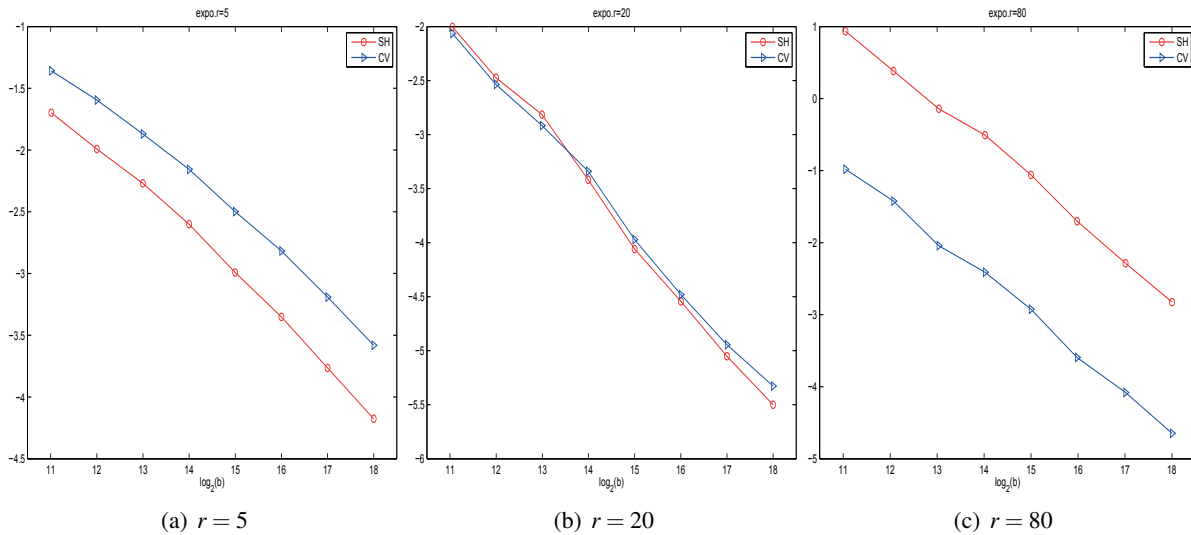 expo.r=5
SH
CV
−1
−1.5
−2
−2.5
−3
−3.5
−4
−4.5
11 12 13 14 15 16 17 18
log2(b)
(a) r = 5
expo.r=20
SH
CV
−2
−2.5
−3
−3.5
−4
−4.5
−5
−5.5
−6
11 12 13 14 15 16 17 18
log2(b)
(b) r = 20
expo.r=80
SH
CV
1
0
−1
−2
−3
−4
−5
11 12 13 14 15 16 17 18
log2(b)
(c) r = 80